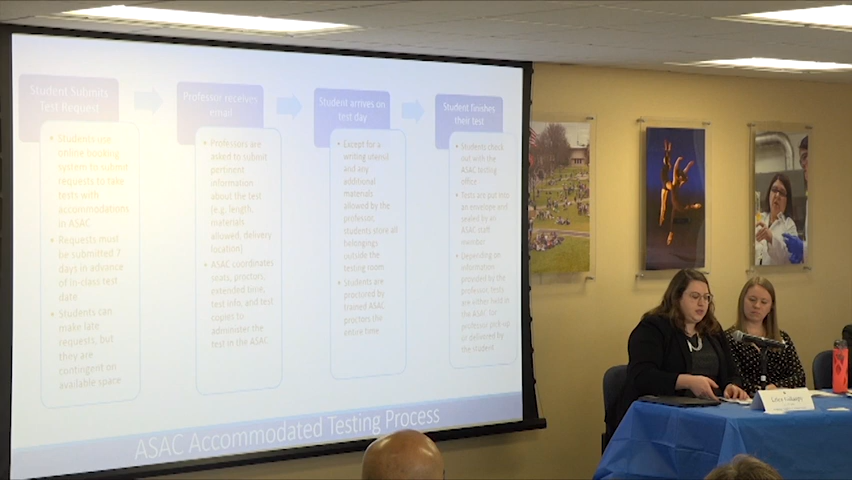 Student Submits
Test Request
• Students use
online booking
system to submit
requests to take
tests with
accommodations
in ASAC
• Requests must
be submitted 7
days in advance
of in-class test
date
• Students can
make late
requests, but
they are
contingent on
available space
Professor receives
email
• Professors are
asked to submit
pertinent
information
about the test
(e.g. length,
materials
allowed, delivery
location)
• ASAC coordinates
seats, proctors,
extended time,
test info, and test
copies to
administer the
test in the ASAC
Student arrives on
test day
• Except for a
writing utensil
and any
additional
materials
allowed by the
professor,
students store all
belongings
outside the
testing room
• Students are
proctored by
trained ASAC
proctors the
entire time
Student finishes
their test
• Students check
out with the
ASAC testing
office
• Tests are put into
an envelope and
sealed by an
ASAC staff
member
• Depending on
information
provided by the
professor, tests
are either held in
the ASAC for
professor pick-up
or delivered by
the student
ASAC Accommodated Testing Process